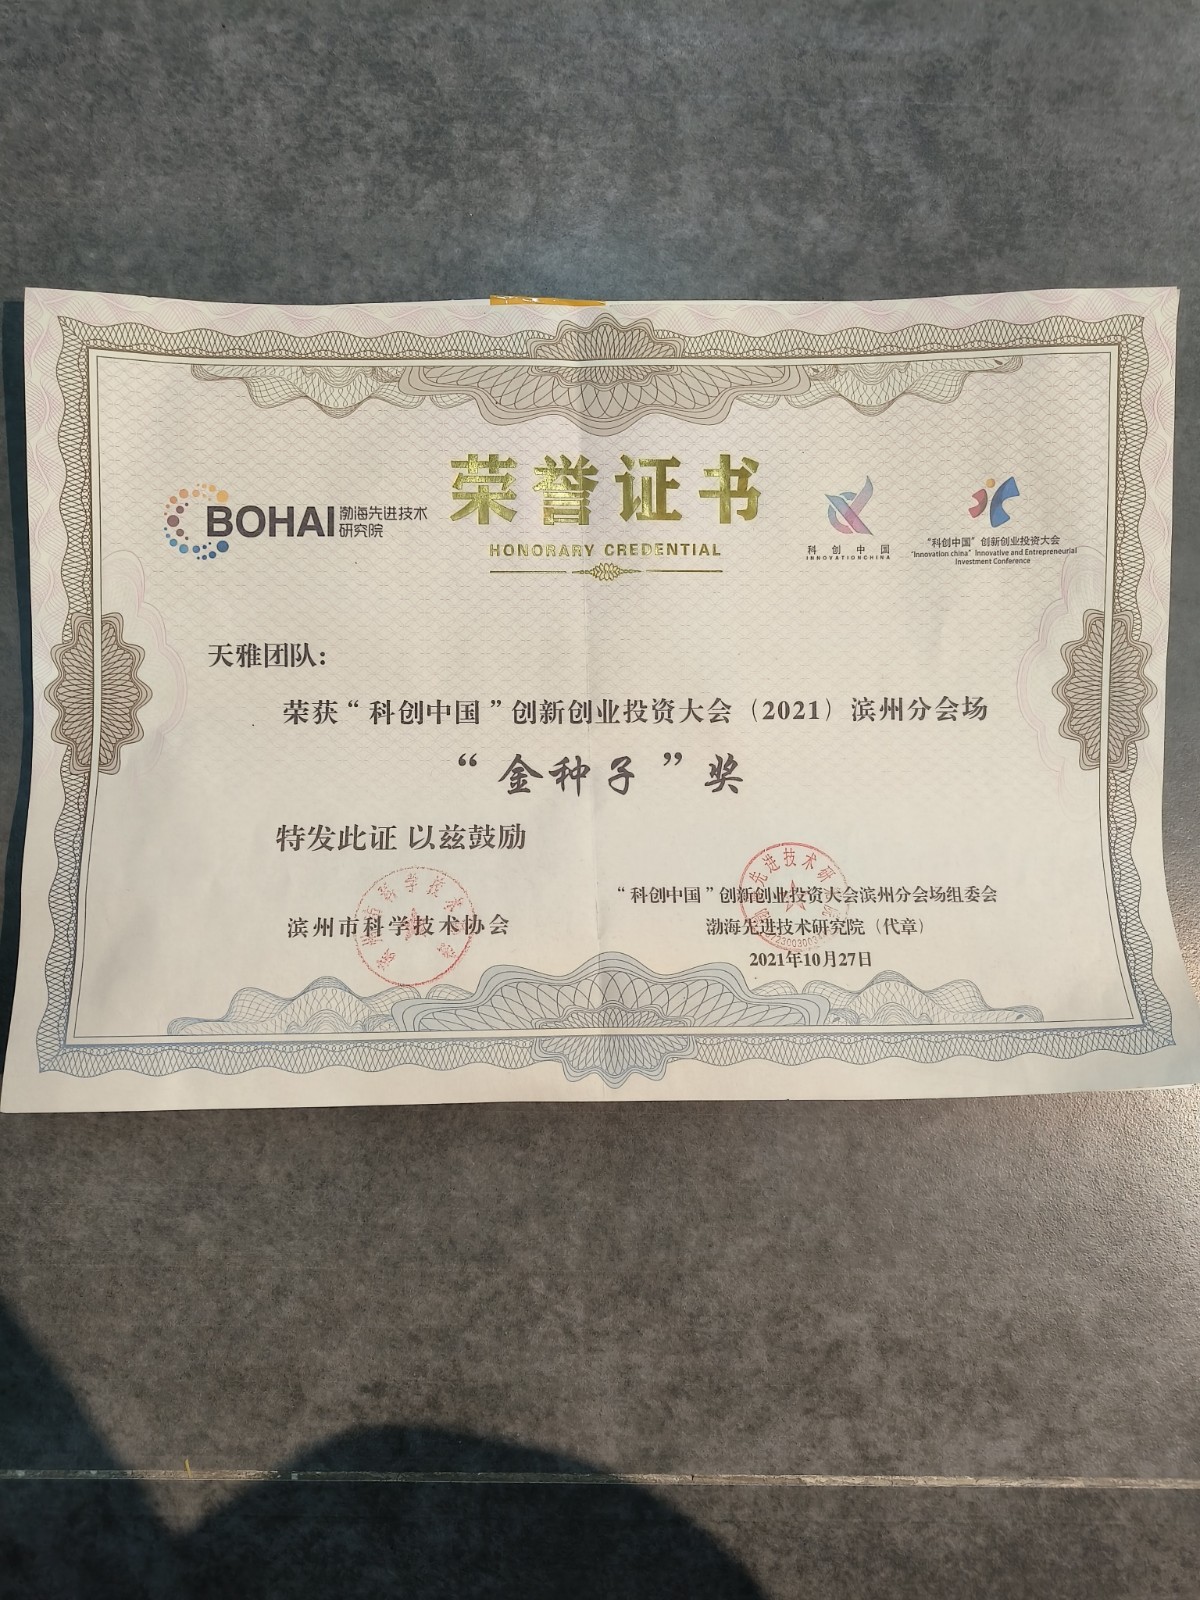 荣誉证书
HONORARY CREDENTIAL
BOHAI 渤海先进技术
研究院
科创中国
INNOVATIONCHINA
“科创中国”创新创业投资大会
"Innovation china" Innovative and Entrepreneurial
Investment Conference
天雅团队:
荣获“科创中国”创新创业投资大会（2021）滨州分会场
“金种子”奖
特发此证 以兹鼓励
滨州市科学技术协会
“科创中国”创新创业投资大会滨州分会场组委会
渤海先进技术研究院（代章）
2021年10月27日